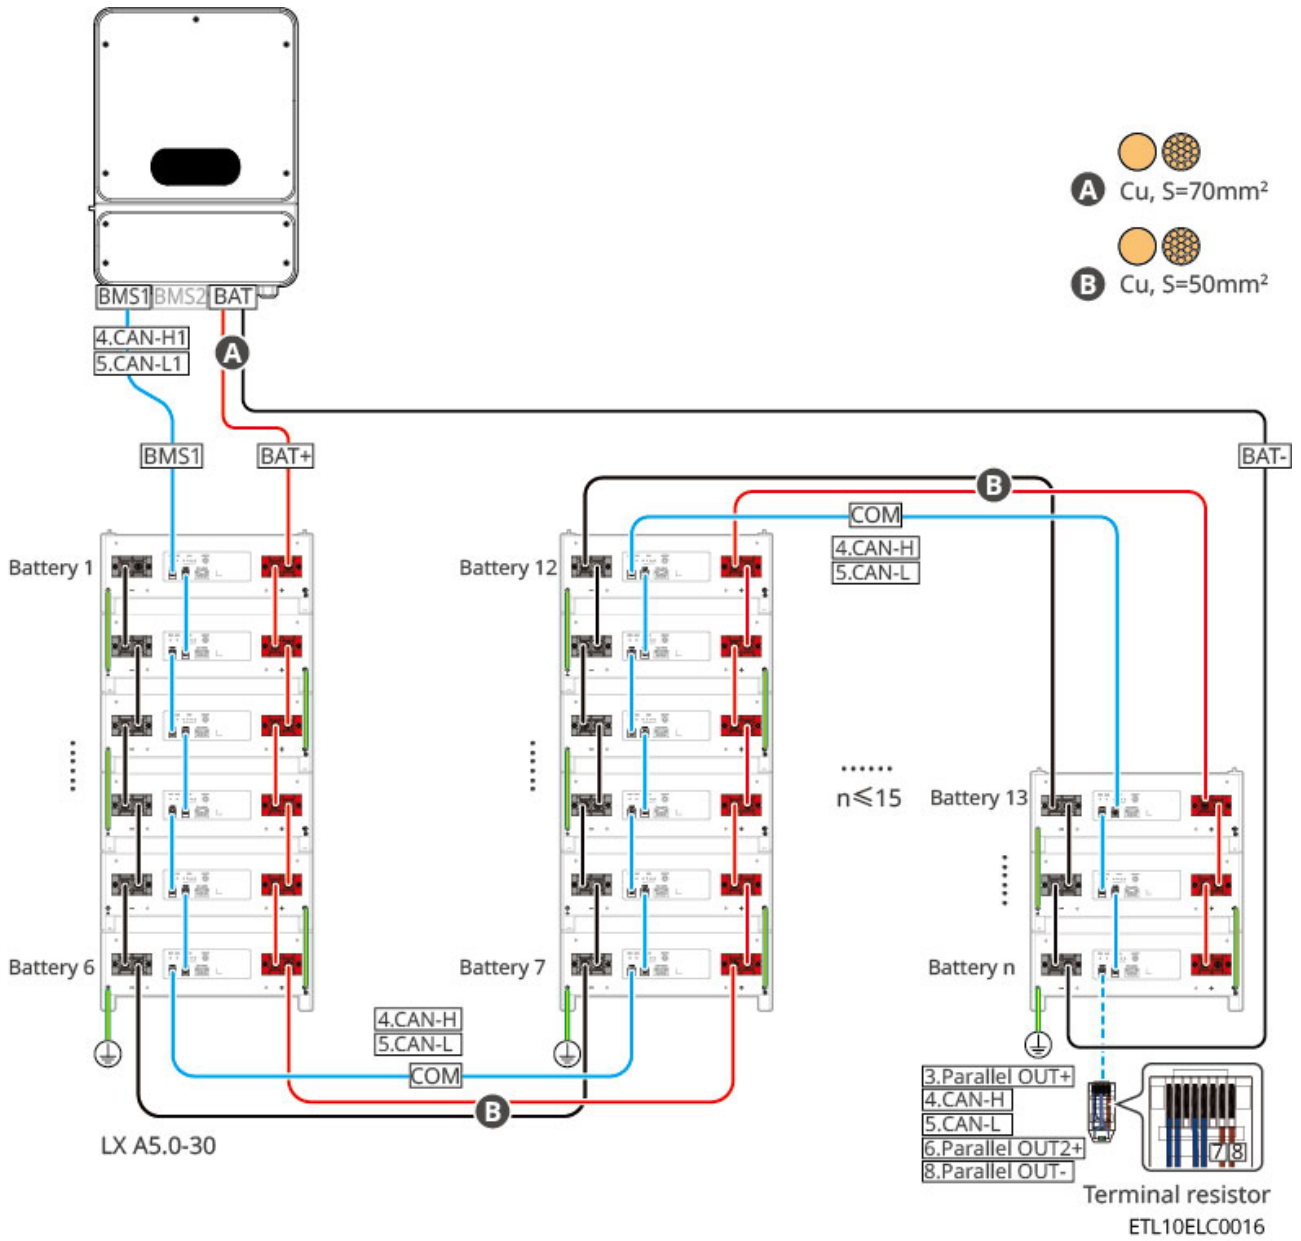 A Cu, S=70mm²
B Cu, S=50mm²
BMS1 BMS2 BAT
4.CAN-H1
5.CAN-L1
A
BMS1 BAT+ BAT-
B
COM
4.CAN-H
5.CAN-L
Battery 1
Battery 12
......
n≤15
Battery 13
Battery 6
Battery 7
Battery n
4.CAN-H
5.CAN-L
COM
B
LX A5.0-30
3.Parallel OUT+
4.CAN-H
5.CAN-L
6.Parallel OUT2+
8.Parallel OUT-
7 8
Terminal resistor
ETL10ELC0016